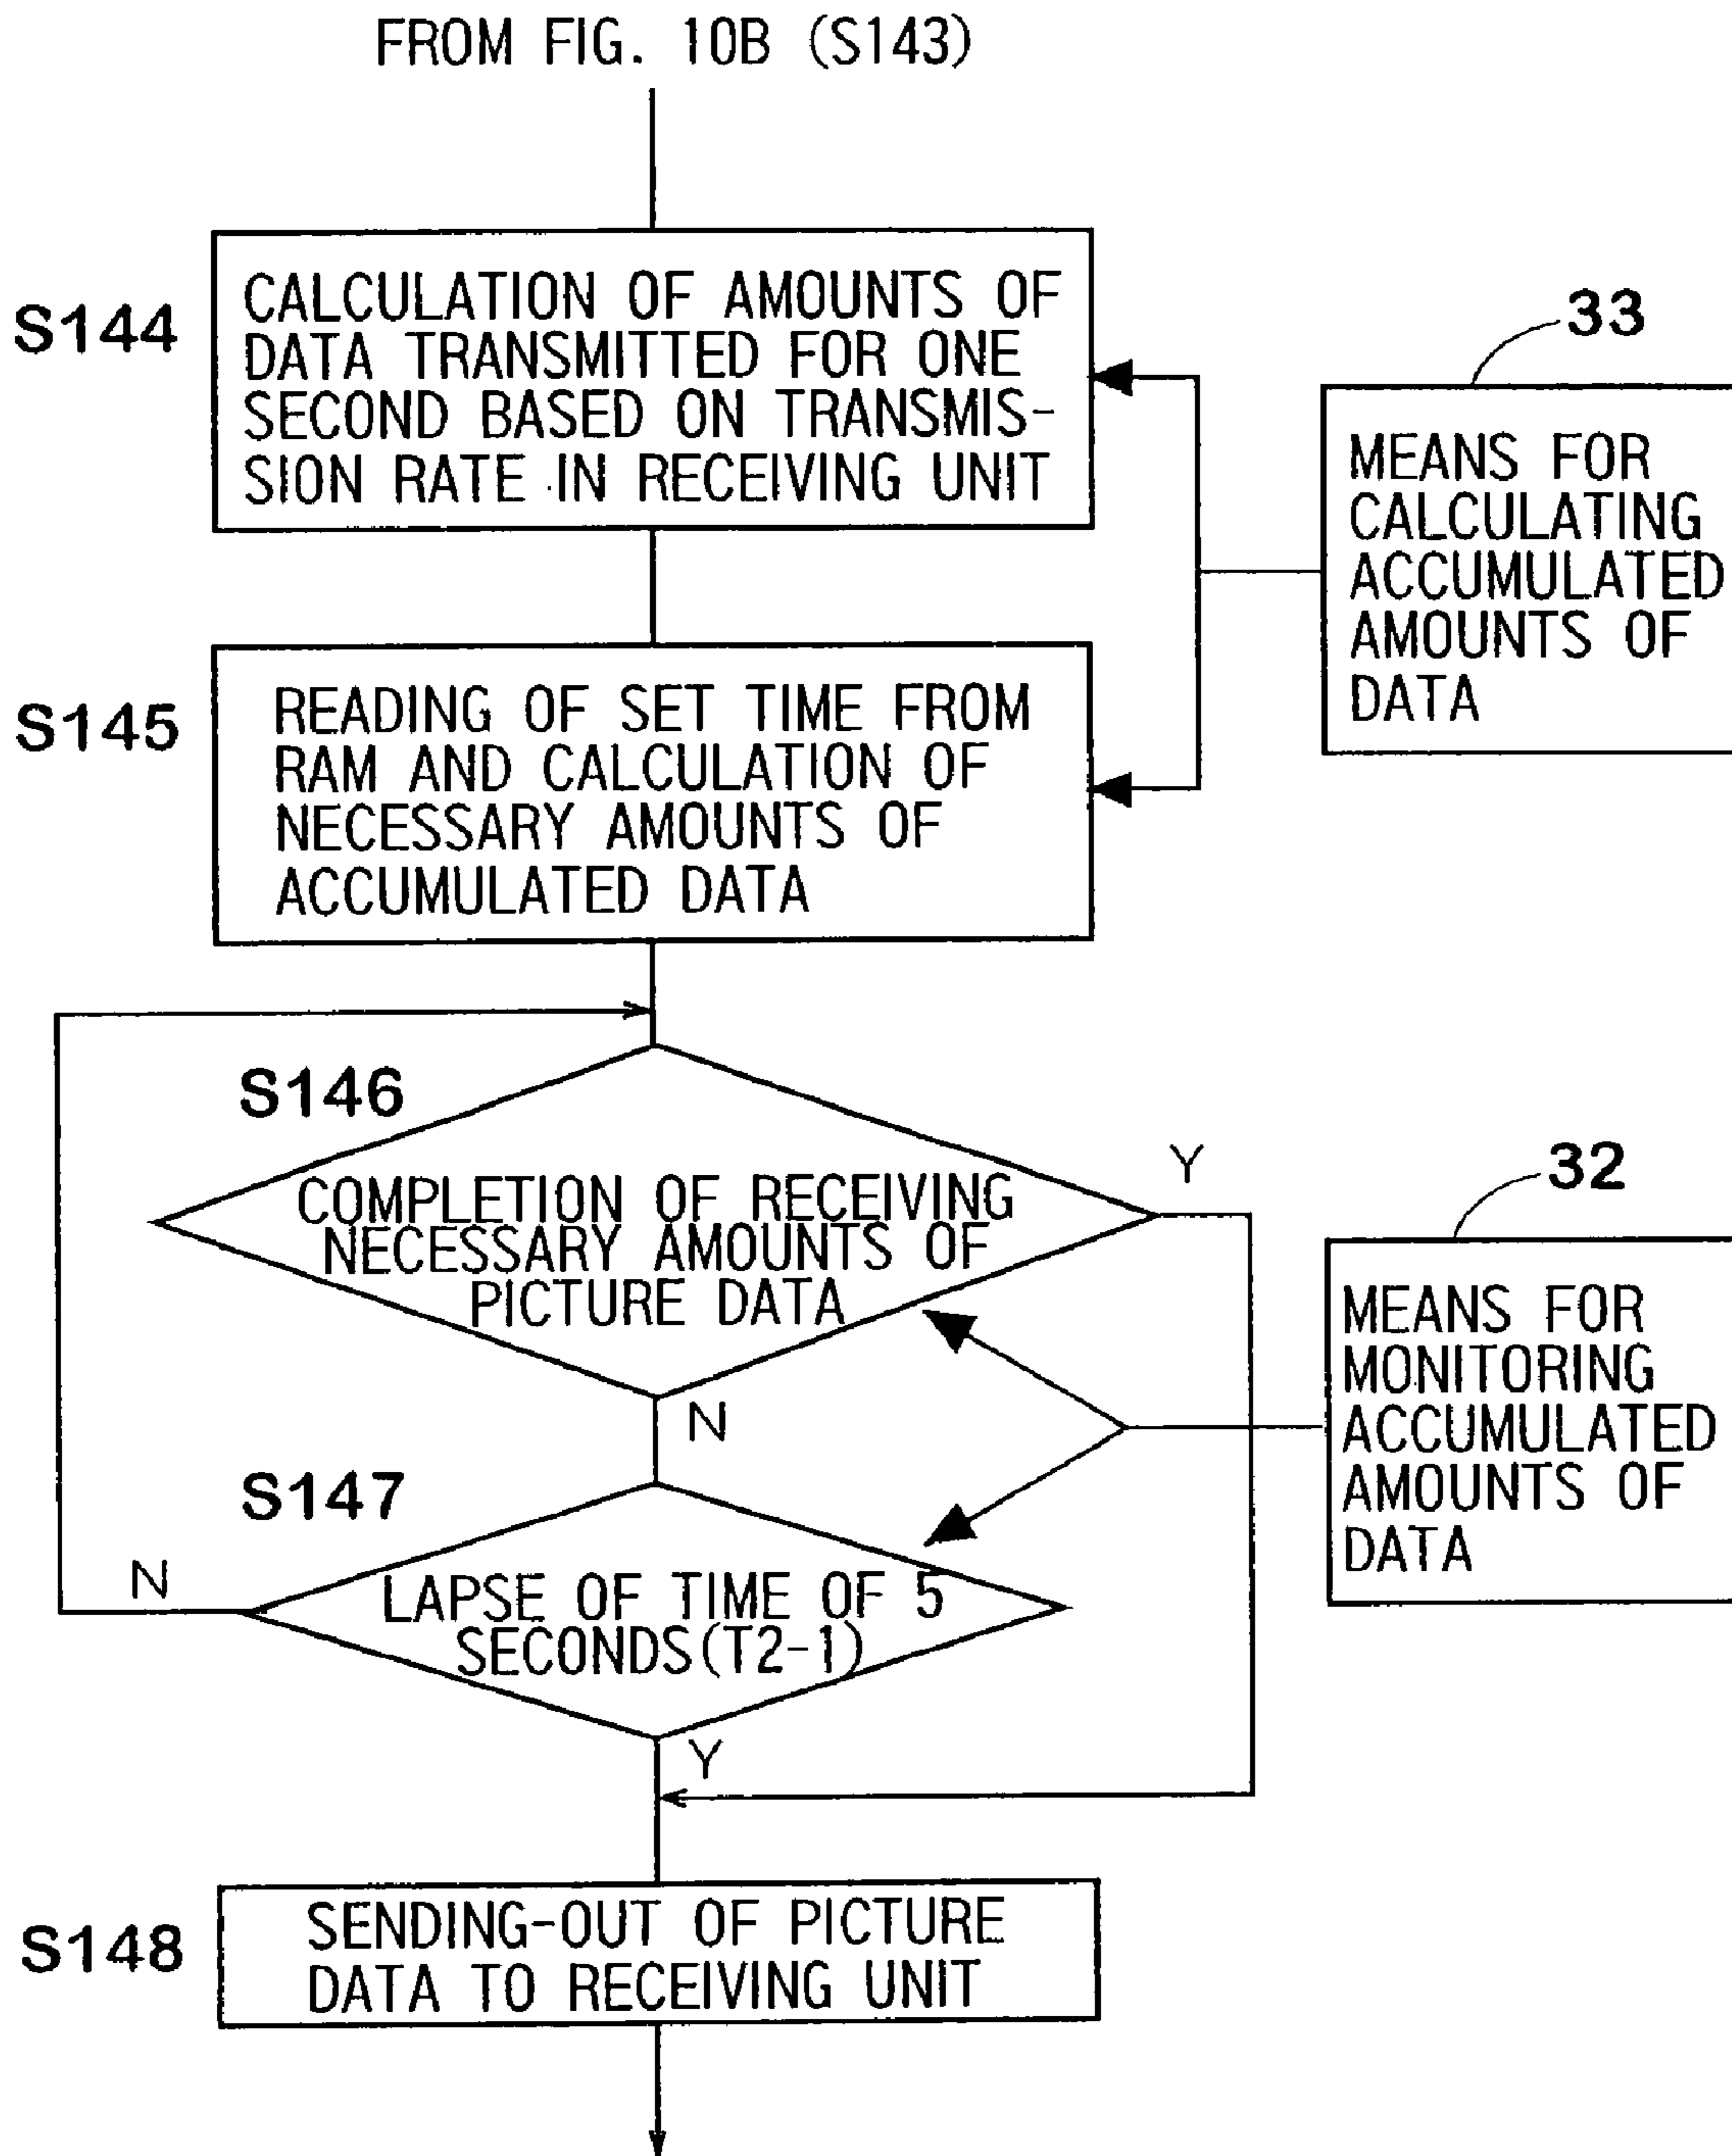 FROM FIG. 10B (S143)
S144
CALCULATION OF AMOUNTS OF
DATA TRANSMITTED FOR ONE
SECOND BASED ON TRANSMIS-
SION RATE IN RECEIVING UNIT
33
MEANS FOR
CALCULATING
ACCUMULATED
AMOUNTS OF
DATA
S145
READING OF SET TIME FROM
RAM AND CALCULATION OF
NECESSARY AMOUNTS OF
ACCUMULATED DATA
S146
COMPLETION OF RECEIVING
NECESSARY AMOUNTS OF
PICTURE DATA
Y
N
32
MEANS FOR
MONITORING
ACCUMULATED
AMOUNTS OF
DATA
S147
LAPSE OF TIME OF 5
SECONDS(T2-1)
N
Y
S148
SENDING-OUT OF PICTURE
DATA TO RECEIVING UNIT